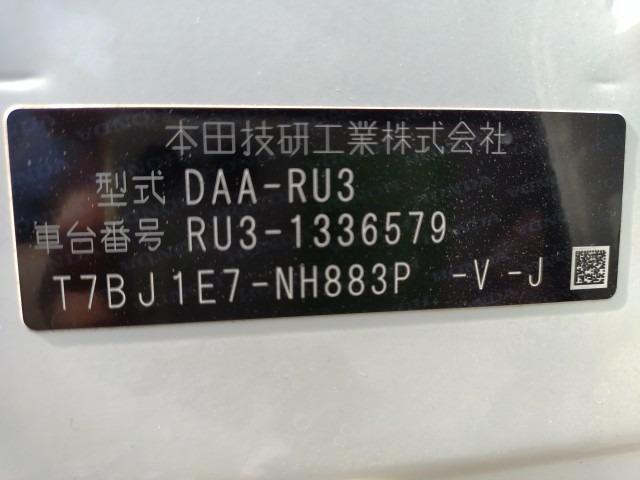 本田技研工業株式会社
型式 DAA-RU3
車台番号 RU3-1336579
T7BJ1E7-NH883P -V -J